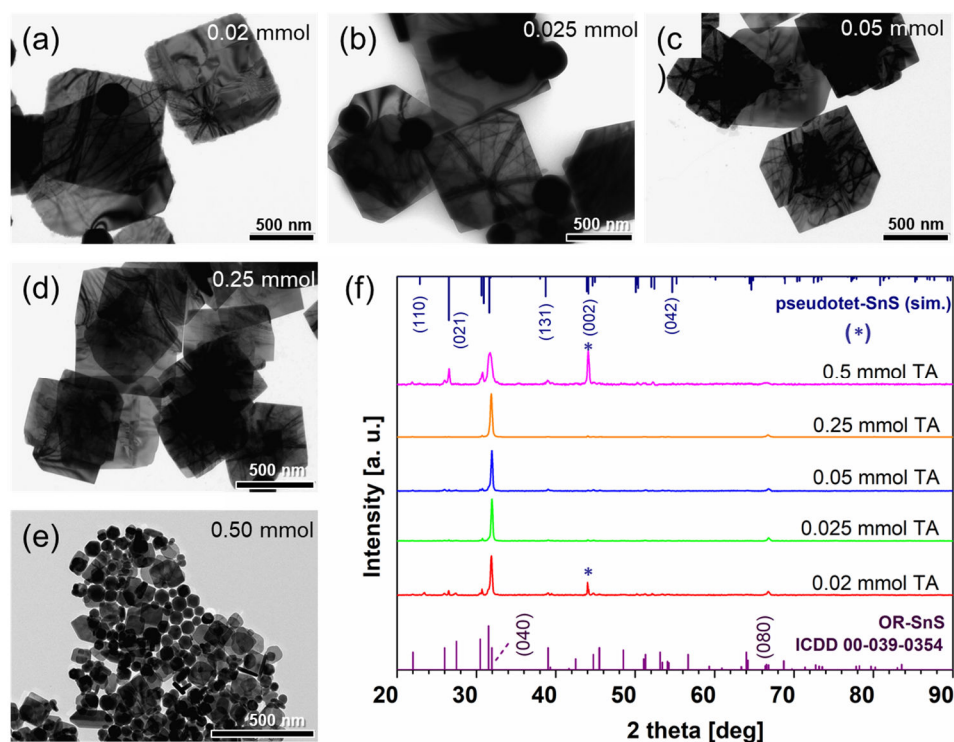 (a)
0.02 mmol
500 nm
(b)
0.025 mmol
500 nm
(c
)
0.05 mmol
500 nm
(d)
0.25 mmol
500 nm
(e)
0.50 mmol
500 nm
(f)
pseudotet-SnS (sim.)
(*)
(110)
(021)
(131)
(002)
(042)
*
0.5 mmol TA
0.25 mmol TA
0.05 mmol TA
0.025 mmol TA
*
0.02 mmol TA
OR-SnS
ICDD 00-039-0354
(040)
(080)
Intensity [a. u.]
20 30 40 50 60 70 80 90
2 theta [deg]